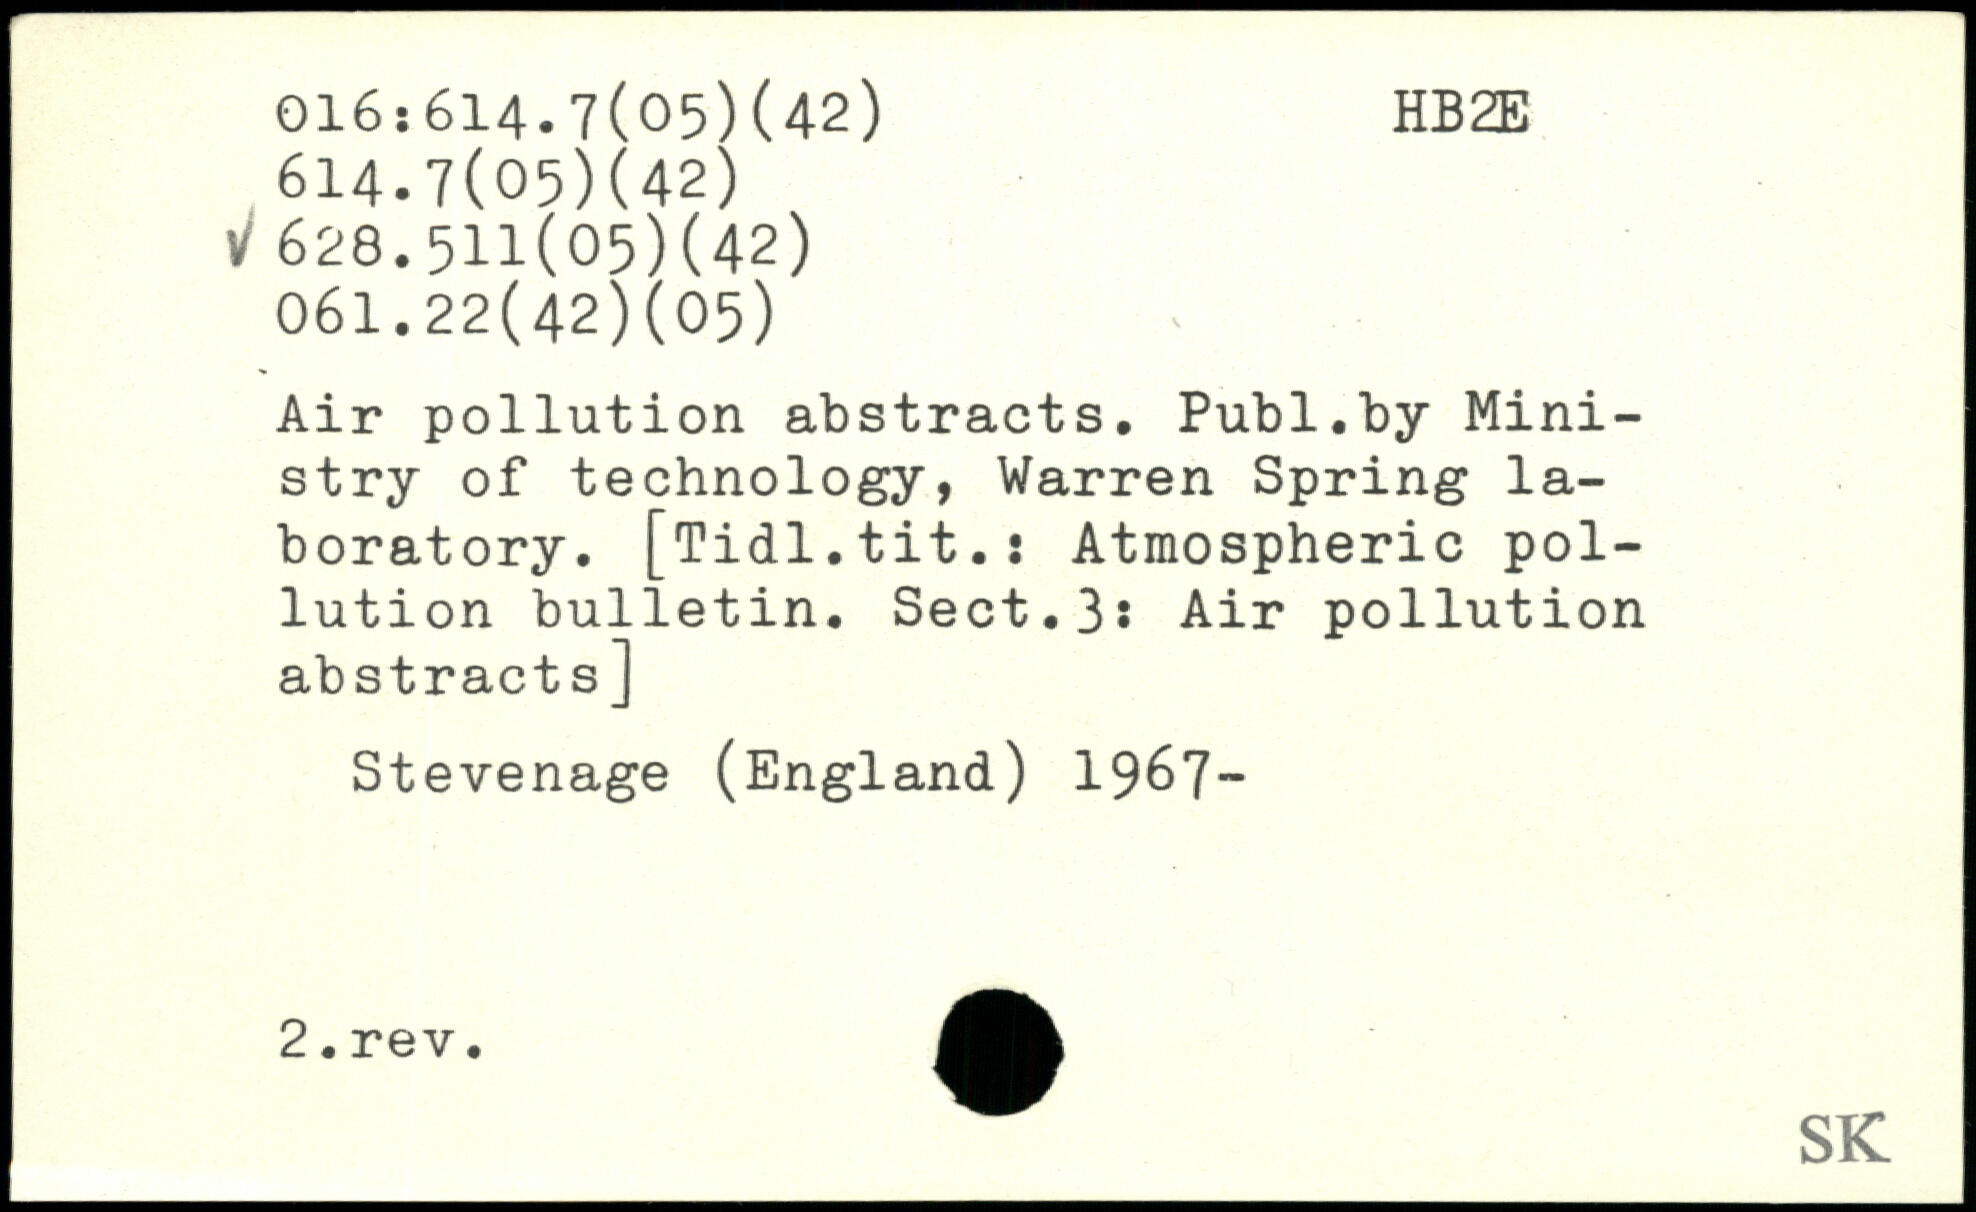 016:614.7(05)(42) HB2E
614.7(05)(42)
✓ 628.511(05)(42)
061.22(42)(05)
Air pollution abstracts. Publ.by Mini-
stry of technology, Warren Spring la-
boratory. [Tidl.tit.: Atmospheric pol-
lution bulletin. Sect.3: Air pollution
abstracts]
Stevenage (England) 1967-
2.rev.
SK